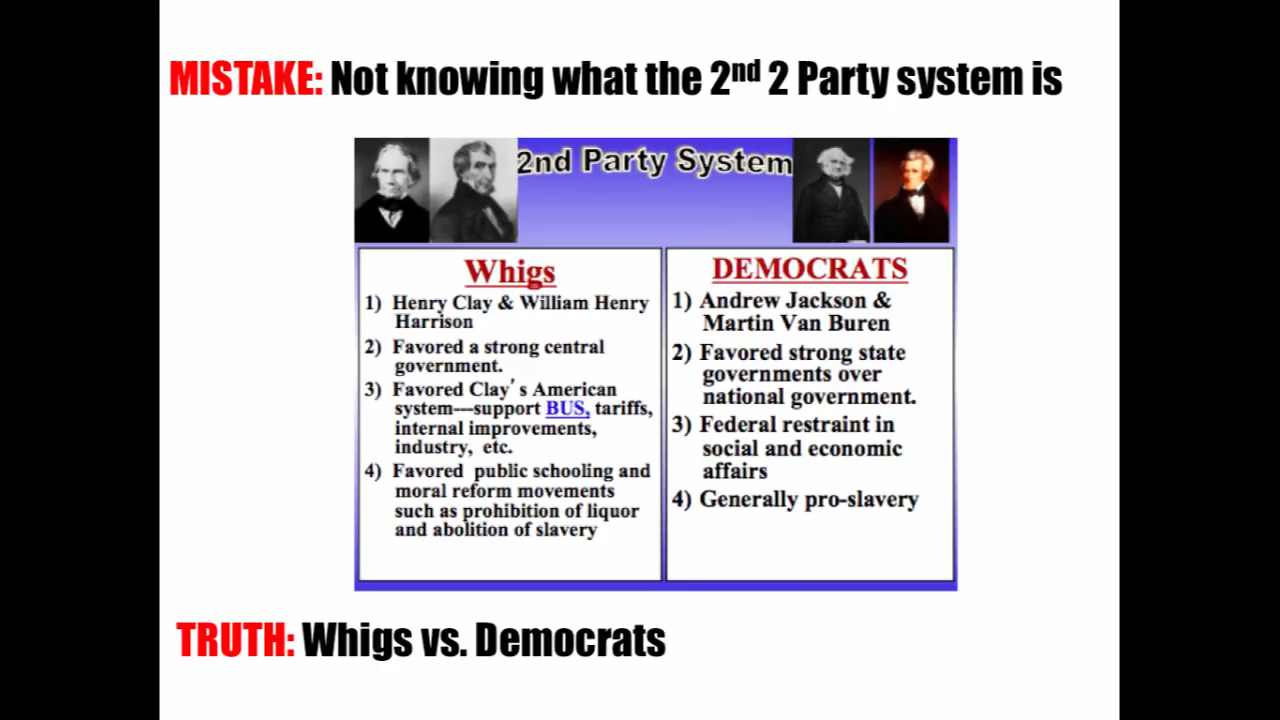 MISTAKE: Not knowing what the 2nd 2 Party system is
2nd Party System
Whigs
1) Henry Clay & William Henry
Harrison
2) Favored a strong central
government.
3) Favored Clay's American
system---support BUS, tariffs,
internal improvements,
industry, etc.
4) Favored public schooling and
moral reform movements
such as prohibition of liquor
and abolition of slavery
DEMOCRATS
1) Andrew Jackson &
Martin Van Buren
2) Favored strong state
governments over
national government.
3) Federal restraint in
social and economic
affairs
4) Generally pro-slavery
TRUTH: Whigs vs. Democrats